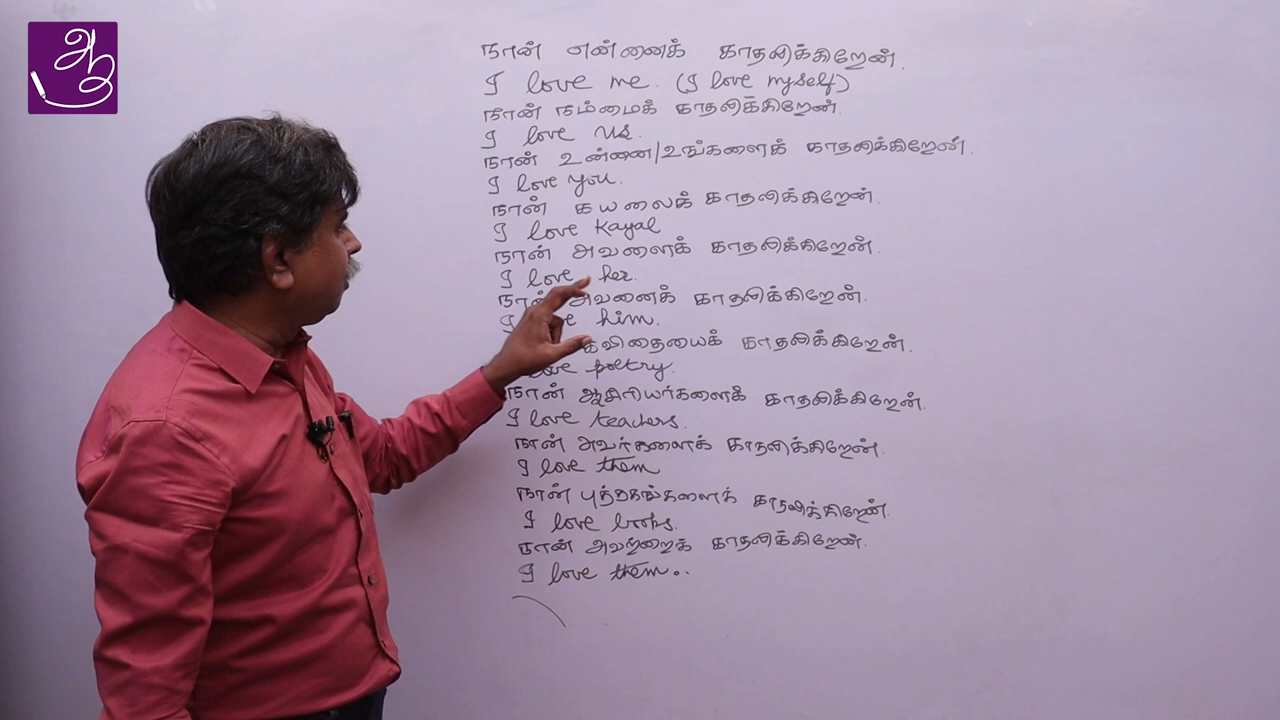 நான் என்னைக் காதலிக்கிறேன்.
I love me. (I love myself)
நான் நம்மைக் காதலிக்கிறேன்.
I love us.
நான் உன்னை/உங்களைக் காதலிக்கிறேன்.
I love you.
நான் கயலைக் காதலிக்கிறேன்.
I love Kayal
நான் அவளைக் காதலிக்கிறேன்.
I love her.
நான் அவனைக் காதலிக்கிறேன்.
I him.
கவிதையைக் காதலிக்கிறேன்.
love poetry.
நான் ஆசிரியர்களைக் காதலிக்கிறேன்.
I love teachers.
நான் அவர்களைக் காதலிக்கிறேன்.
I love them
நான் புத்தகங்களைக் காதலிக்கிறேன்.
I love books.
நான் அவற்றைக் காதலிக்கிறேன்.
I love them..